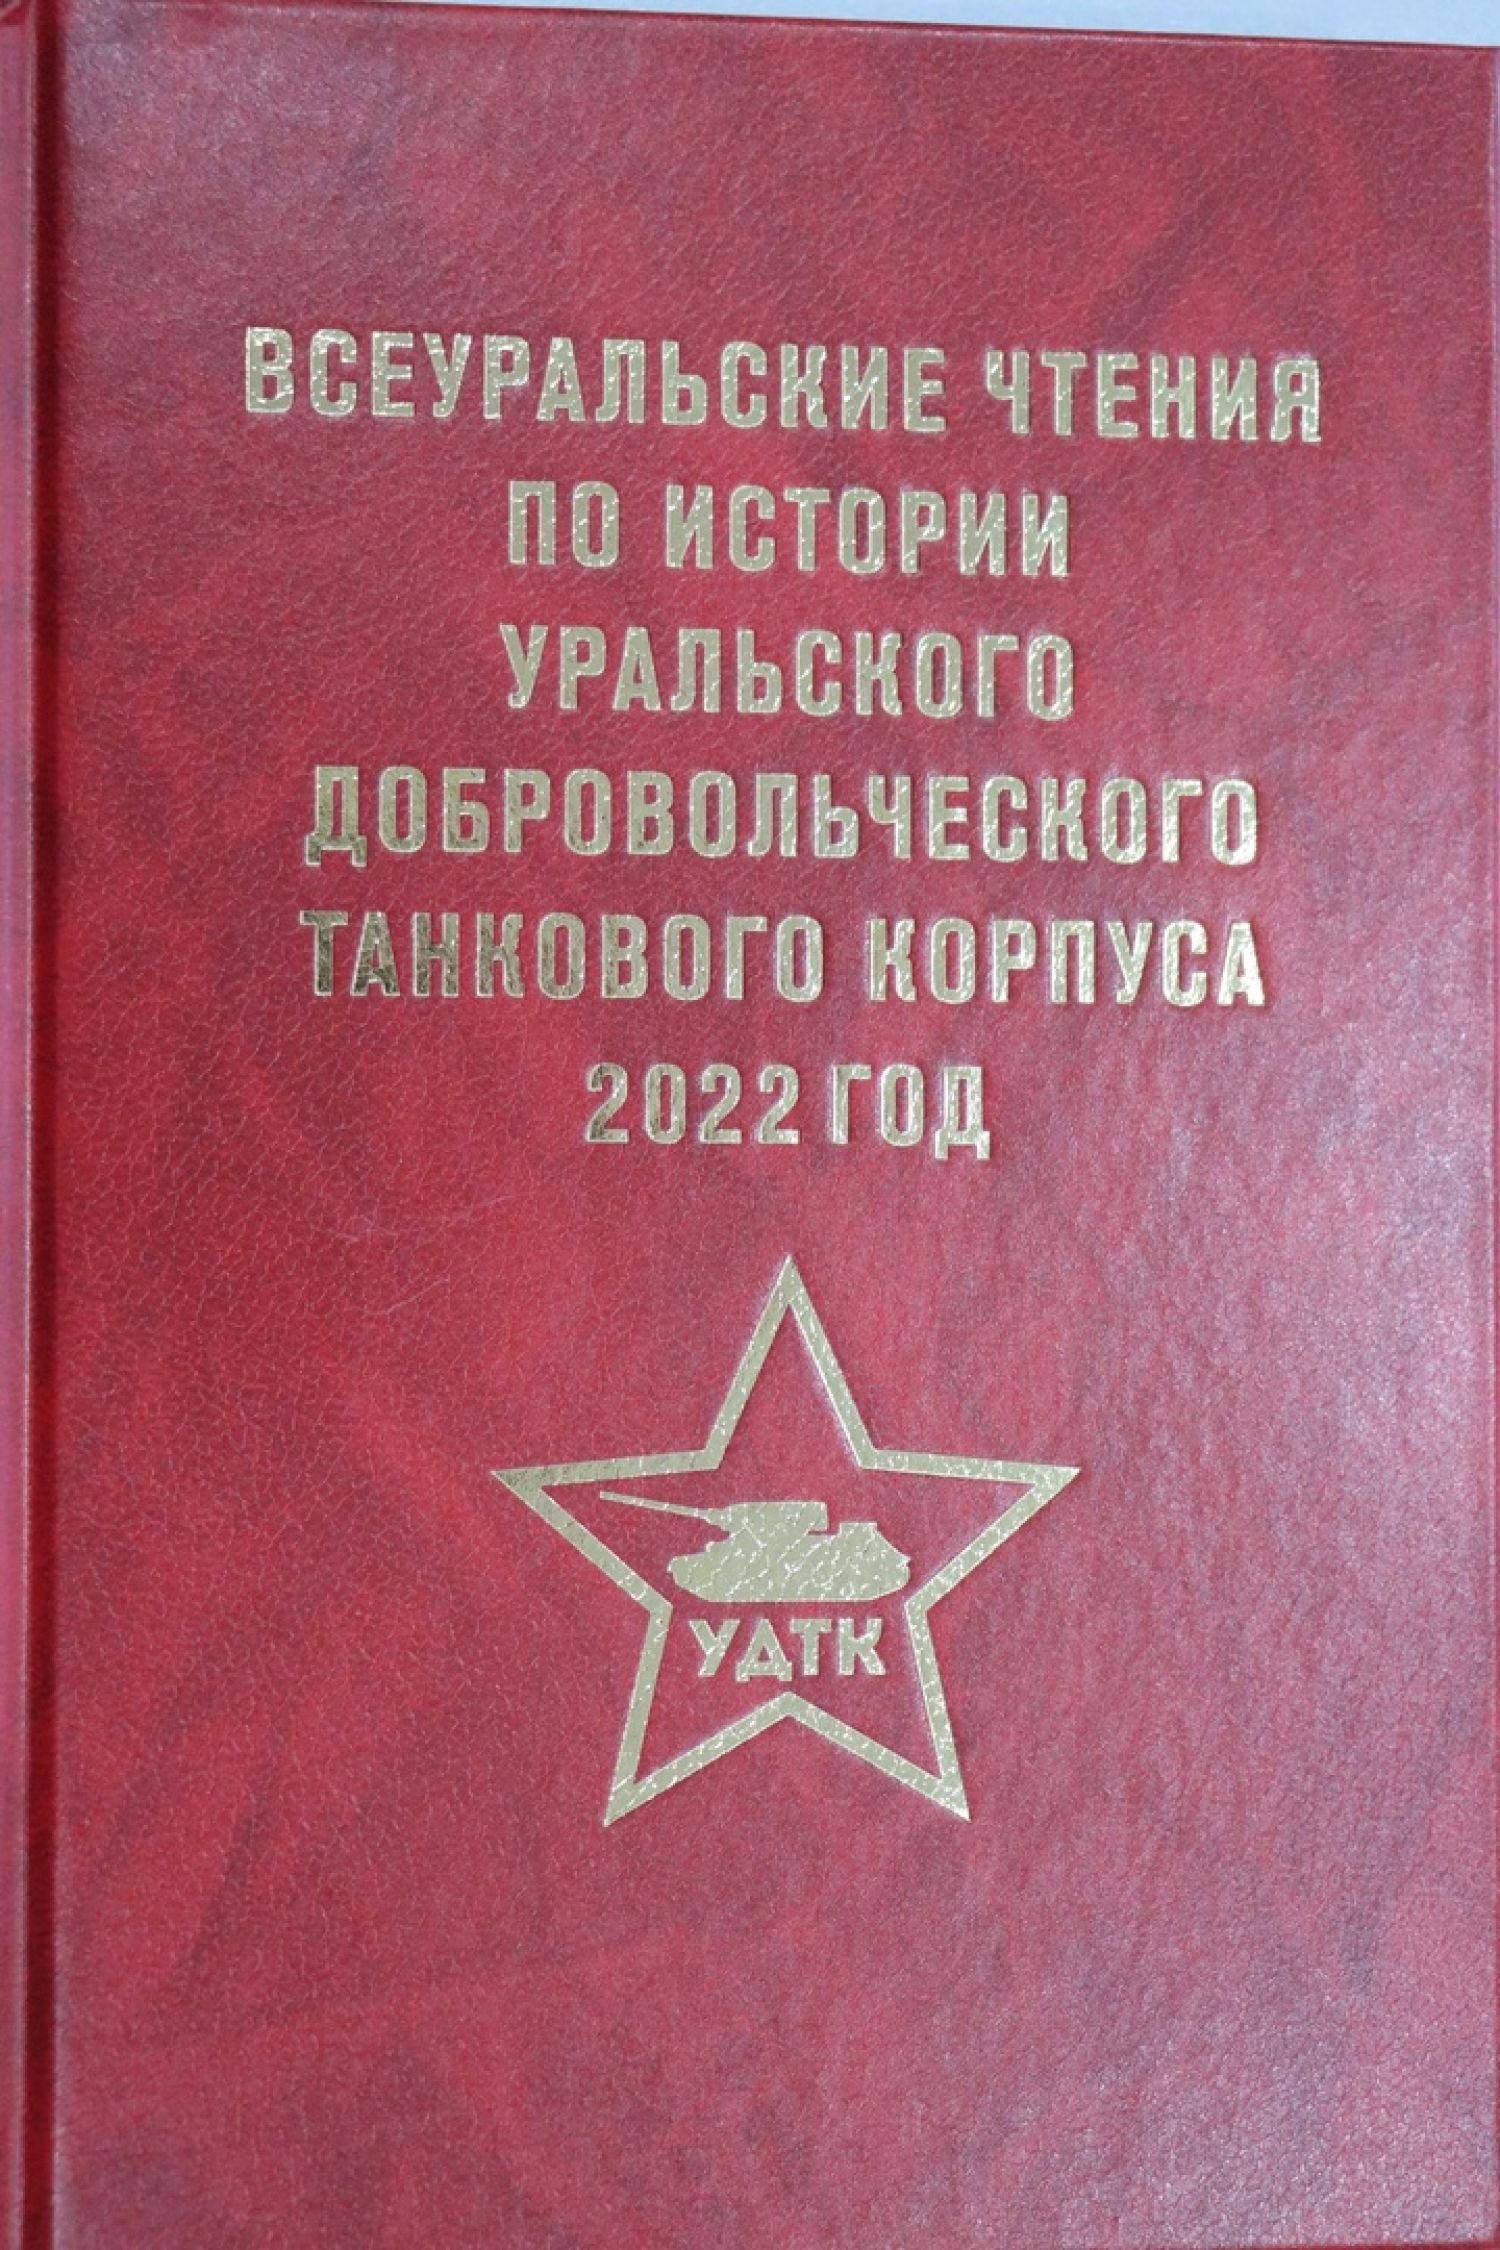 ВСЕУРАЛЬСКИЕ ЧТЕНИЯ
ПО ИСТОРИИ
УРАЛЬСКОГО
ДОБРОВОЛЬЧЕСКОГО
ТАНКОВОГО КОРПУСА
2022 ГОД
УДТК